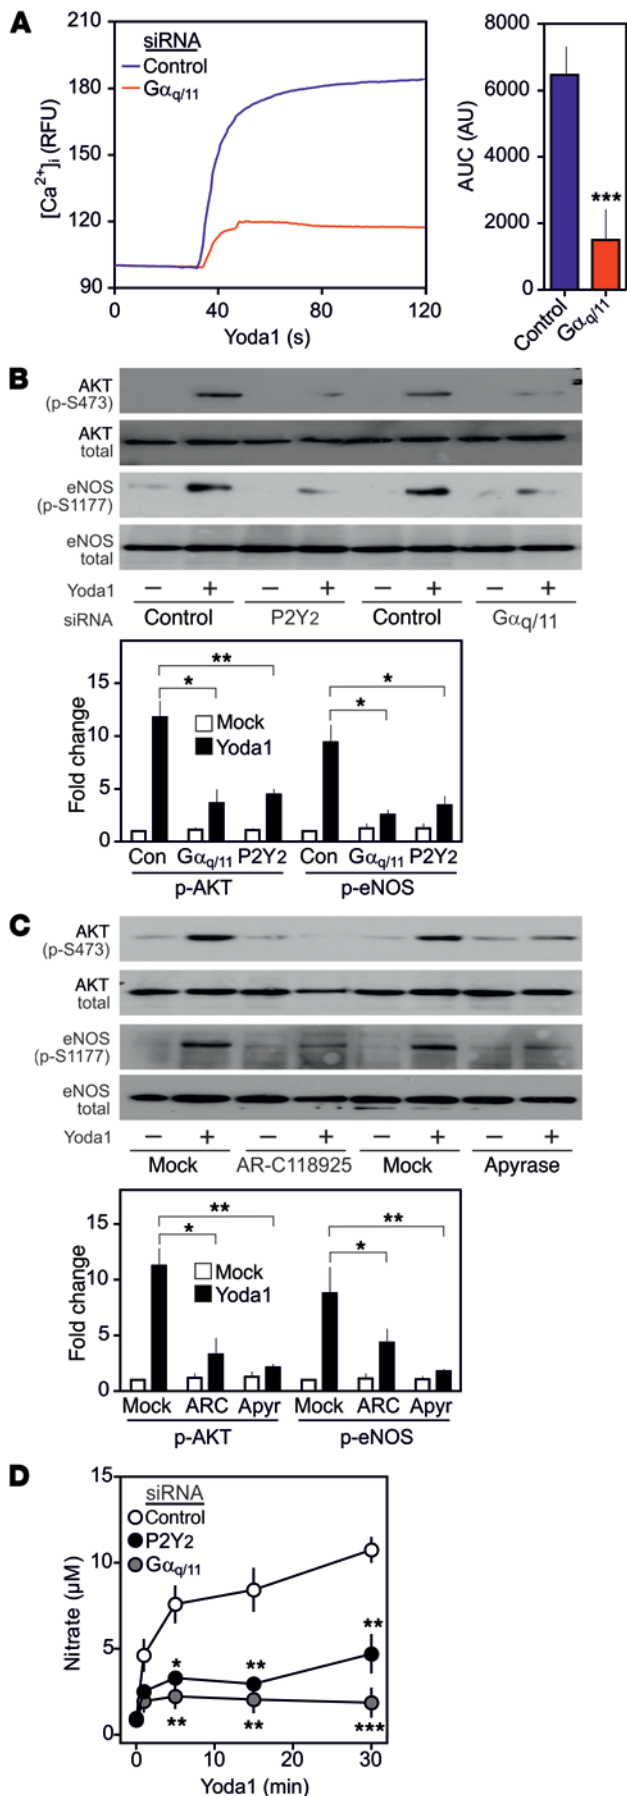 A
siRNA
Control
Gαq/11
[Ca2+]i (RFU)
210
180
150
120
90
0 40 80 120
Yoda1 (s)
AUC (AU)
8000
6000
4000
2000
0
***
Control
Gαq/11
B
AKT
(p-S473)
AKT
total
eNOS
(p-S1177)
eNOS
total
Yoda1 – + – + – + – +
siRNA Control P2Y2 Control Gαq/11
Fold change
15
10
5
0
** *
* *
Mock
Yoda1
Con Gαq/11 P2Y2 Con Gαq/11 P2Y2
p-AKT p-eNOS
C
AKT
(p-S473)
AKT
total
eNOS
(p-S1177)
eNOS
total
Yoda1 – + – + – + – +
Mock AR-C118925 Mock Apyrase
Fold change
15
10
5
0
** **
* *
Mock
Yoda1
Mock ARC Apyr Mock ARC Apyr
p-AKT p-eNOS
D
siRNA
Control
P2Y2
Gαq/11
Nitrate (μM)
15
10
5
0
* ** **
** ** ***
0 10 20 30
Yoda1 (min)